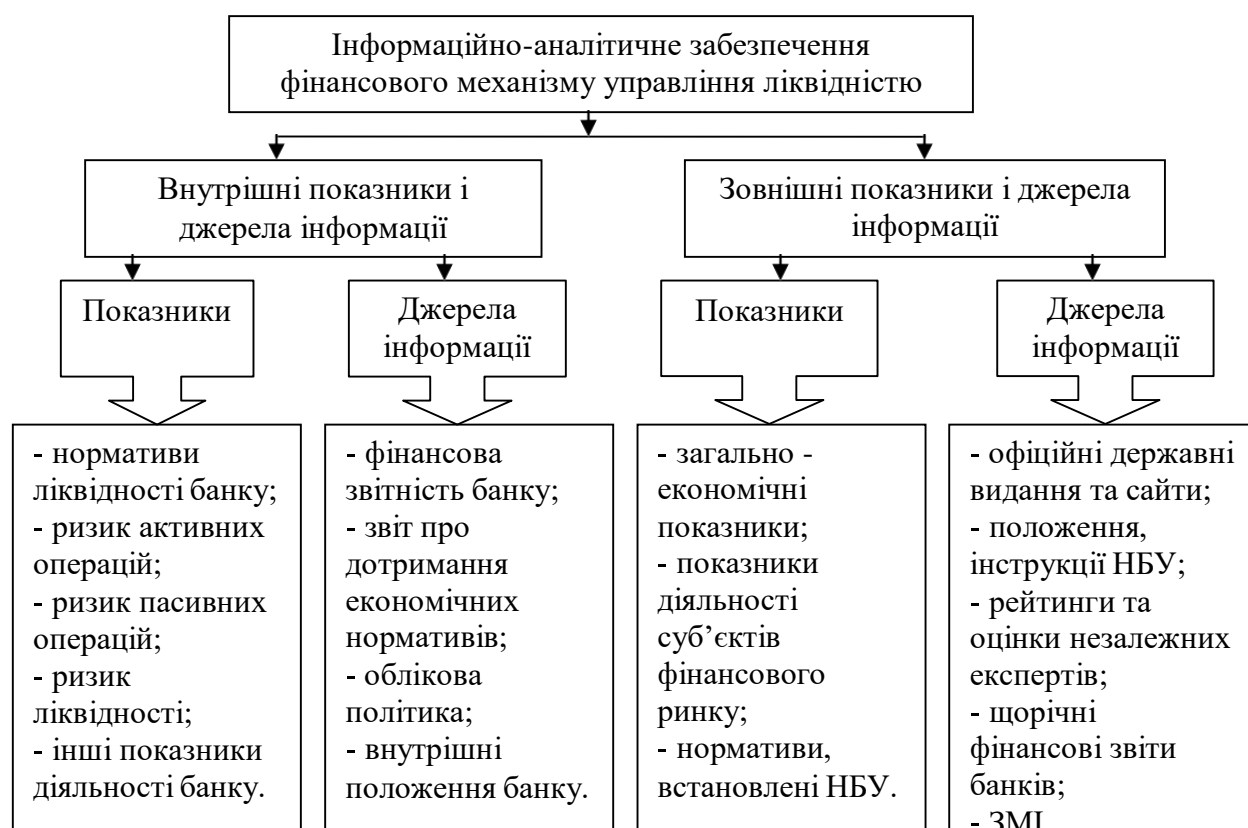 Інформаційно-аналітичне забезпечення
фінансового механізму управління ліквідністю
Внутрішні показники і
джерела інформації
Зовнішні показники і джерела
інформації
Показники
Джерела
інформації
Показники
Джерела
інформації
- нормативи
ліквідності банку;
- ризик активних
операцій;
- ризик пасивних
операцій;
- ризик
ліквідності;
- інші показники
діяльності банку.
- фінансова
звітність банку;
- звіт про
дотримання
економічних
нормативів;
- облікова
політика;
- внутрішні
положення банку.
- загально -
економічні
показники;
- показники
діяльності
суб’єктів
фінансового
ринку;
- нормативи,
встановлені НБУ.
- офіційні державні
видання та сайти;
- положення,
інструкції НБУ;
- рейтинги та
оцінки незалежних
експертів;
- щорічні
фінансові звіти
банків;
- ЗМІ